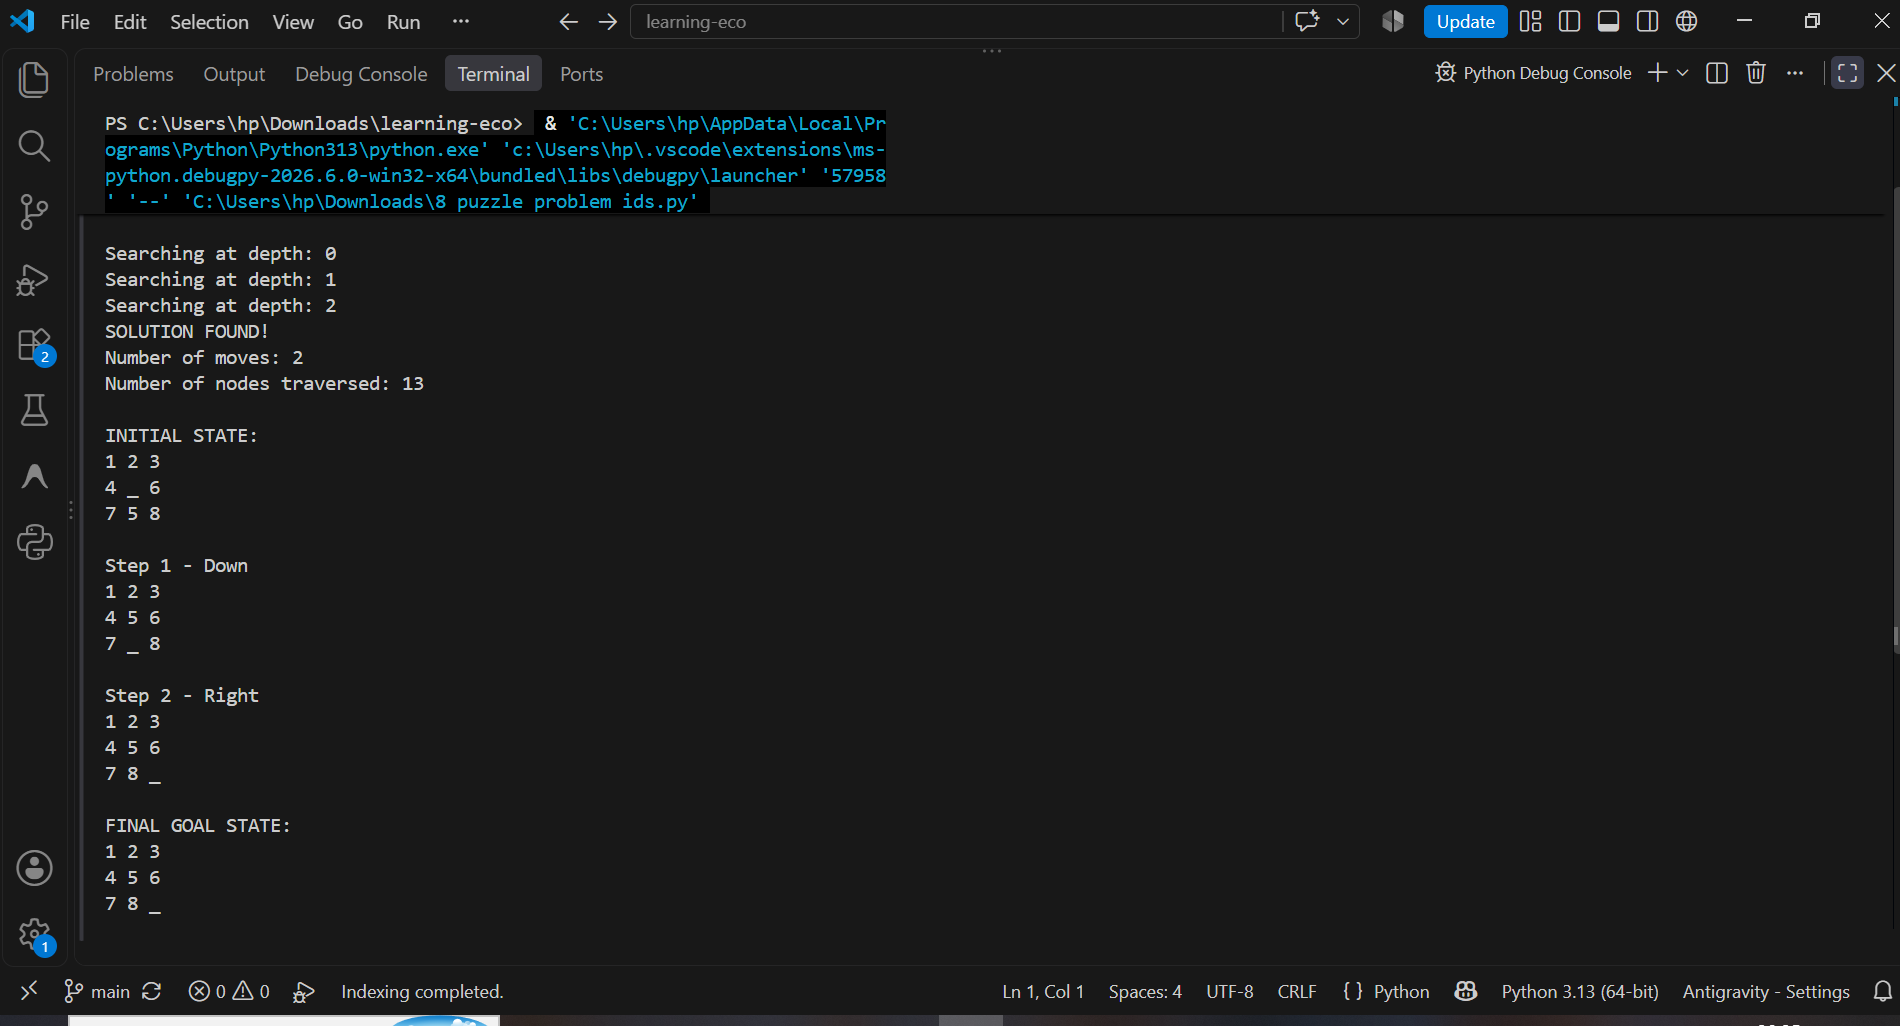 File Edit Selection View Go Run ···
learning-eco
Update
Problems Output Debug Console Terminal Ports
Python Debug Console
PS C:\Users\hp\Downloads\learning-eco> & 'C:\Users\hp\AppData\Local\Pr
ograms\Python\Python313\python.exe' 'c:\Users\hp\.vscode\extensions\ms-
python.debugpy-2026.6.0-win32-x64\bundled\libs\debugpy\launcher' '57958
' '--' 'C:\Users\hp\Downloads\8 puzzle problem ids.py'
Searching at depth: 0
Searching at depth: 1
Searching at depth: 2
SOLUTION FOUND!
Number of moves: 2
Number of nodes traversed: 13
INITIAL STATE:
1 2 3
4 _ 6
7 5 8
Step 1 - Down
1 2 3
4 5 6
7 _ 8
Step 2 - Right
1 2 3
4 5 6
7 8 _
FINAL GOAL STATE:
1 2 3
4 5 6
7 8 _
2
1
main 0 0 Indexing completed. Ln 1, Col 1 Spaces: 4 UTF-8 CRLF { } Python Python 3.13 (64-bit) Antigravity - Settings